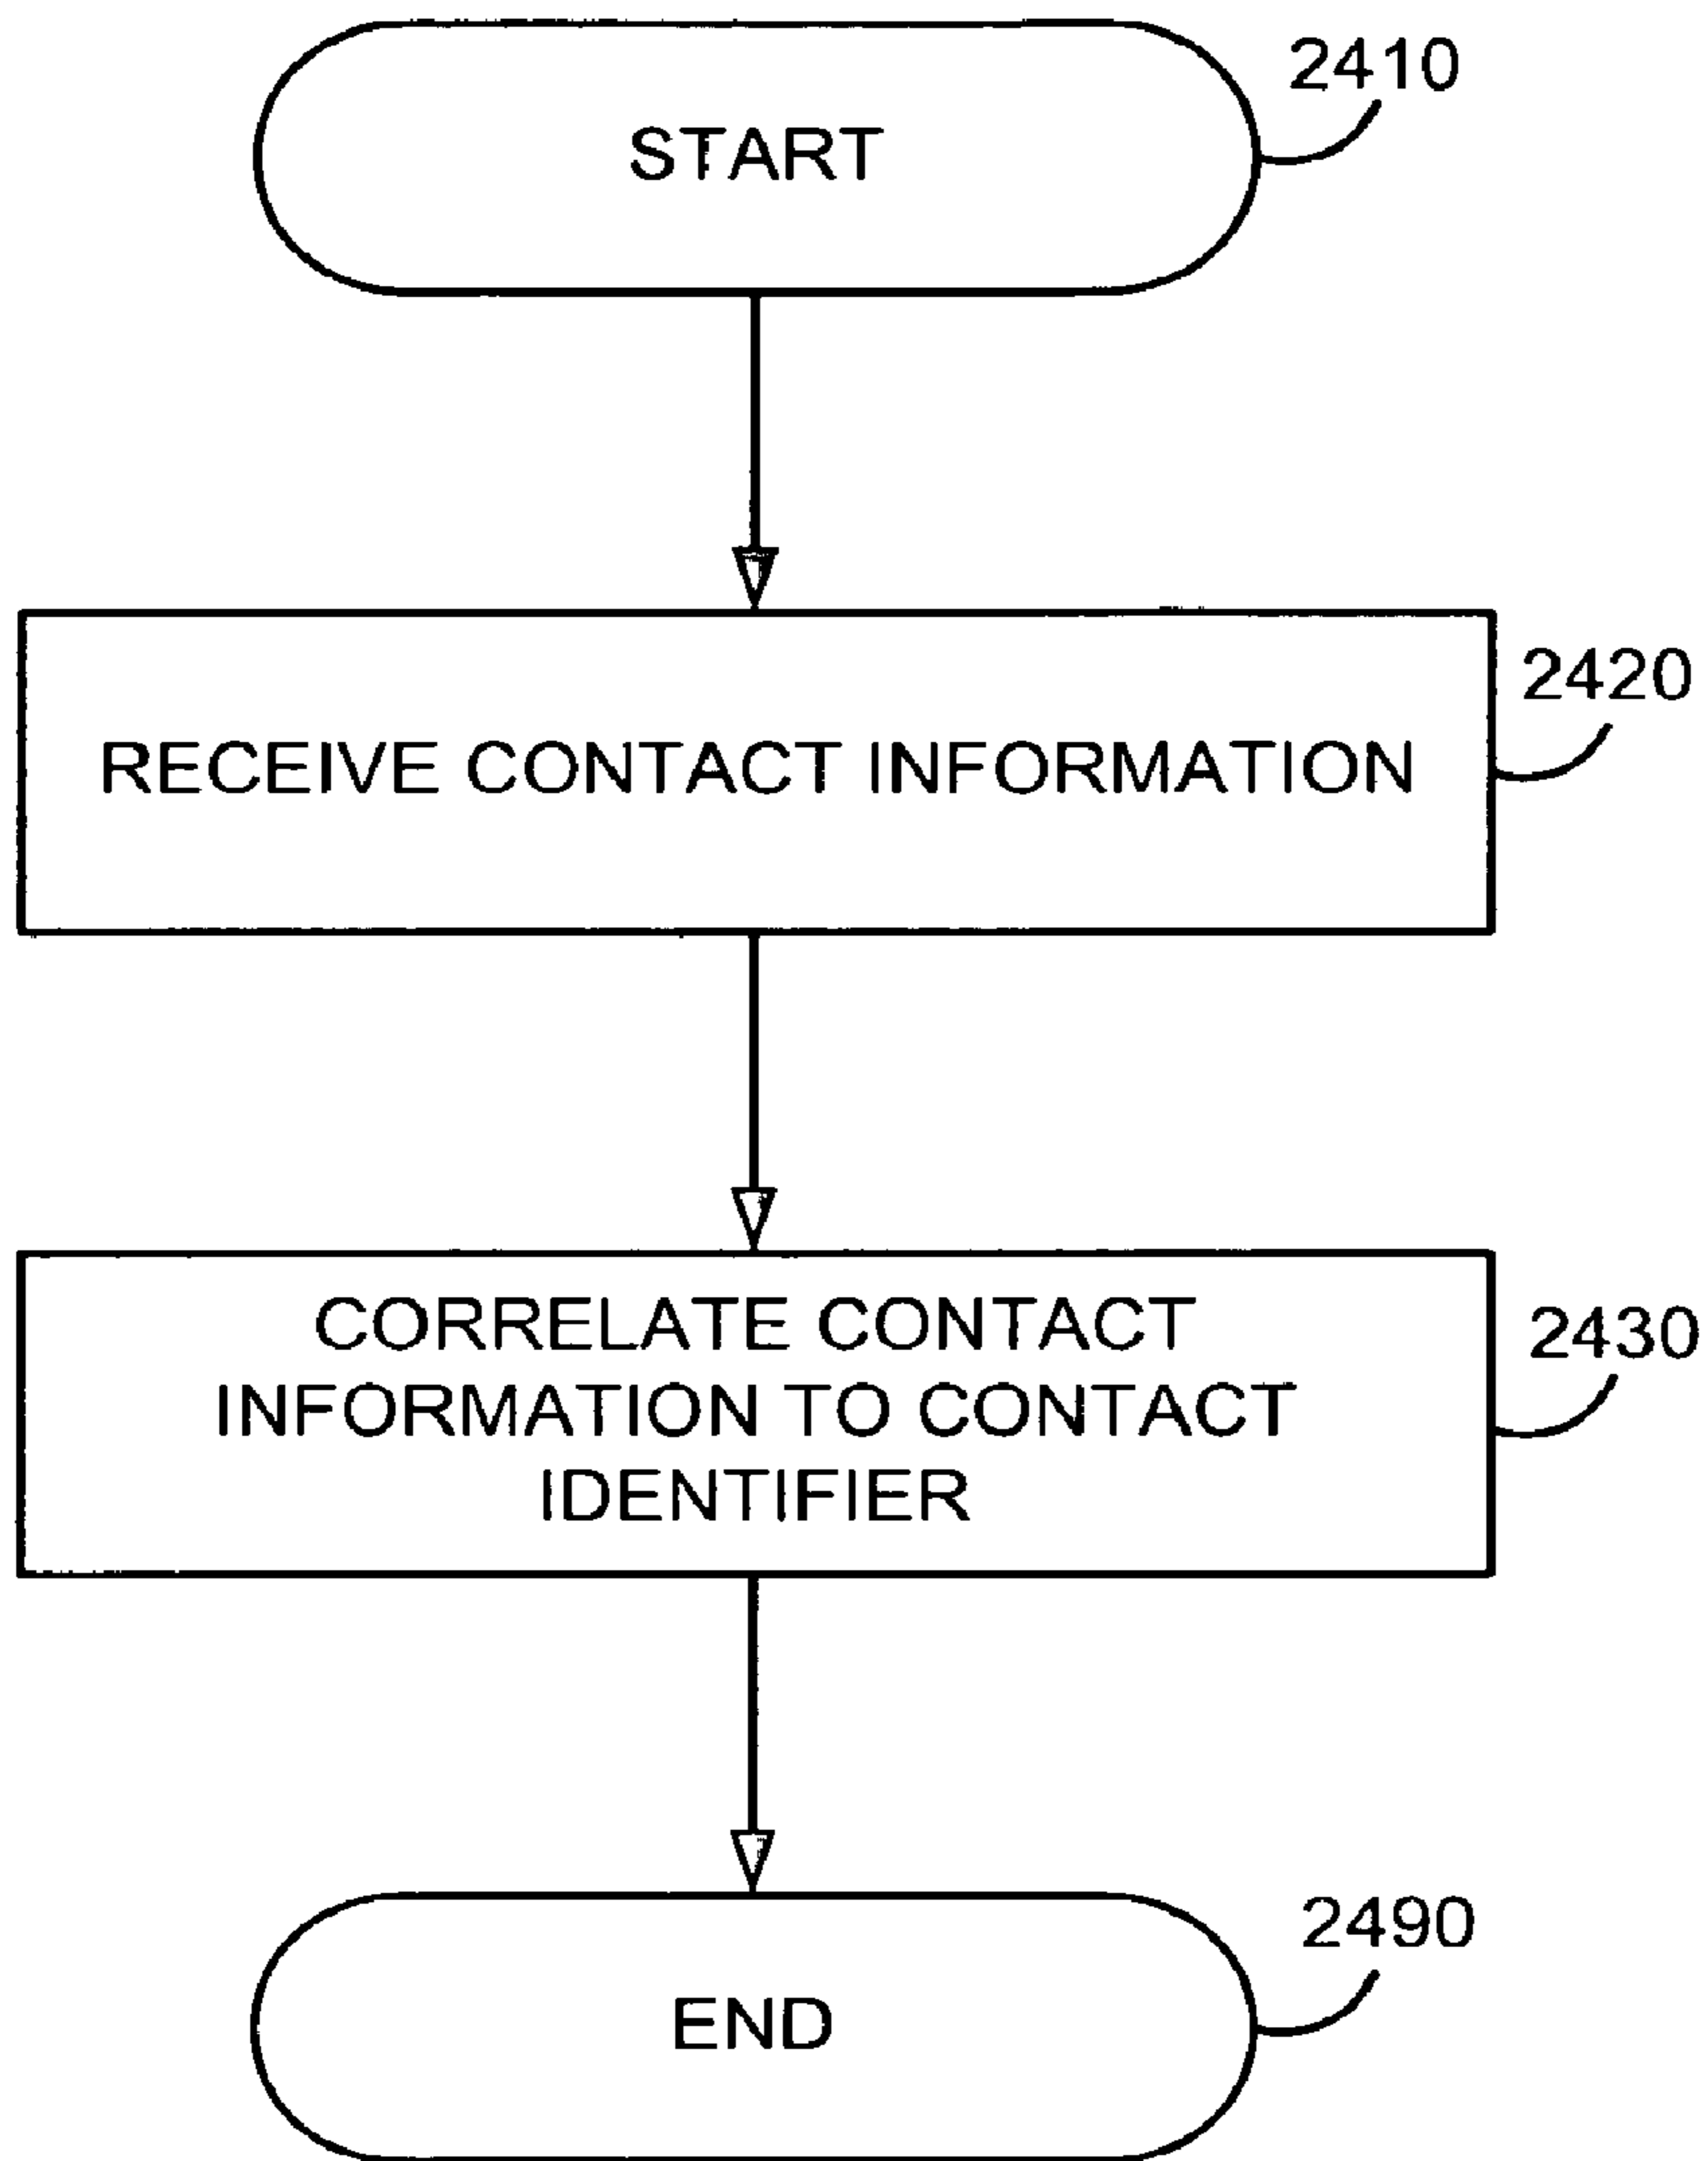 START
2410
RECEIVE CONTACT INFORMATION
2420
CORRELATE CONTACT
INFORMATION TO CONTACT
IDENTIFIER
2430
END
2490